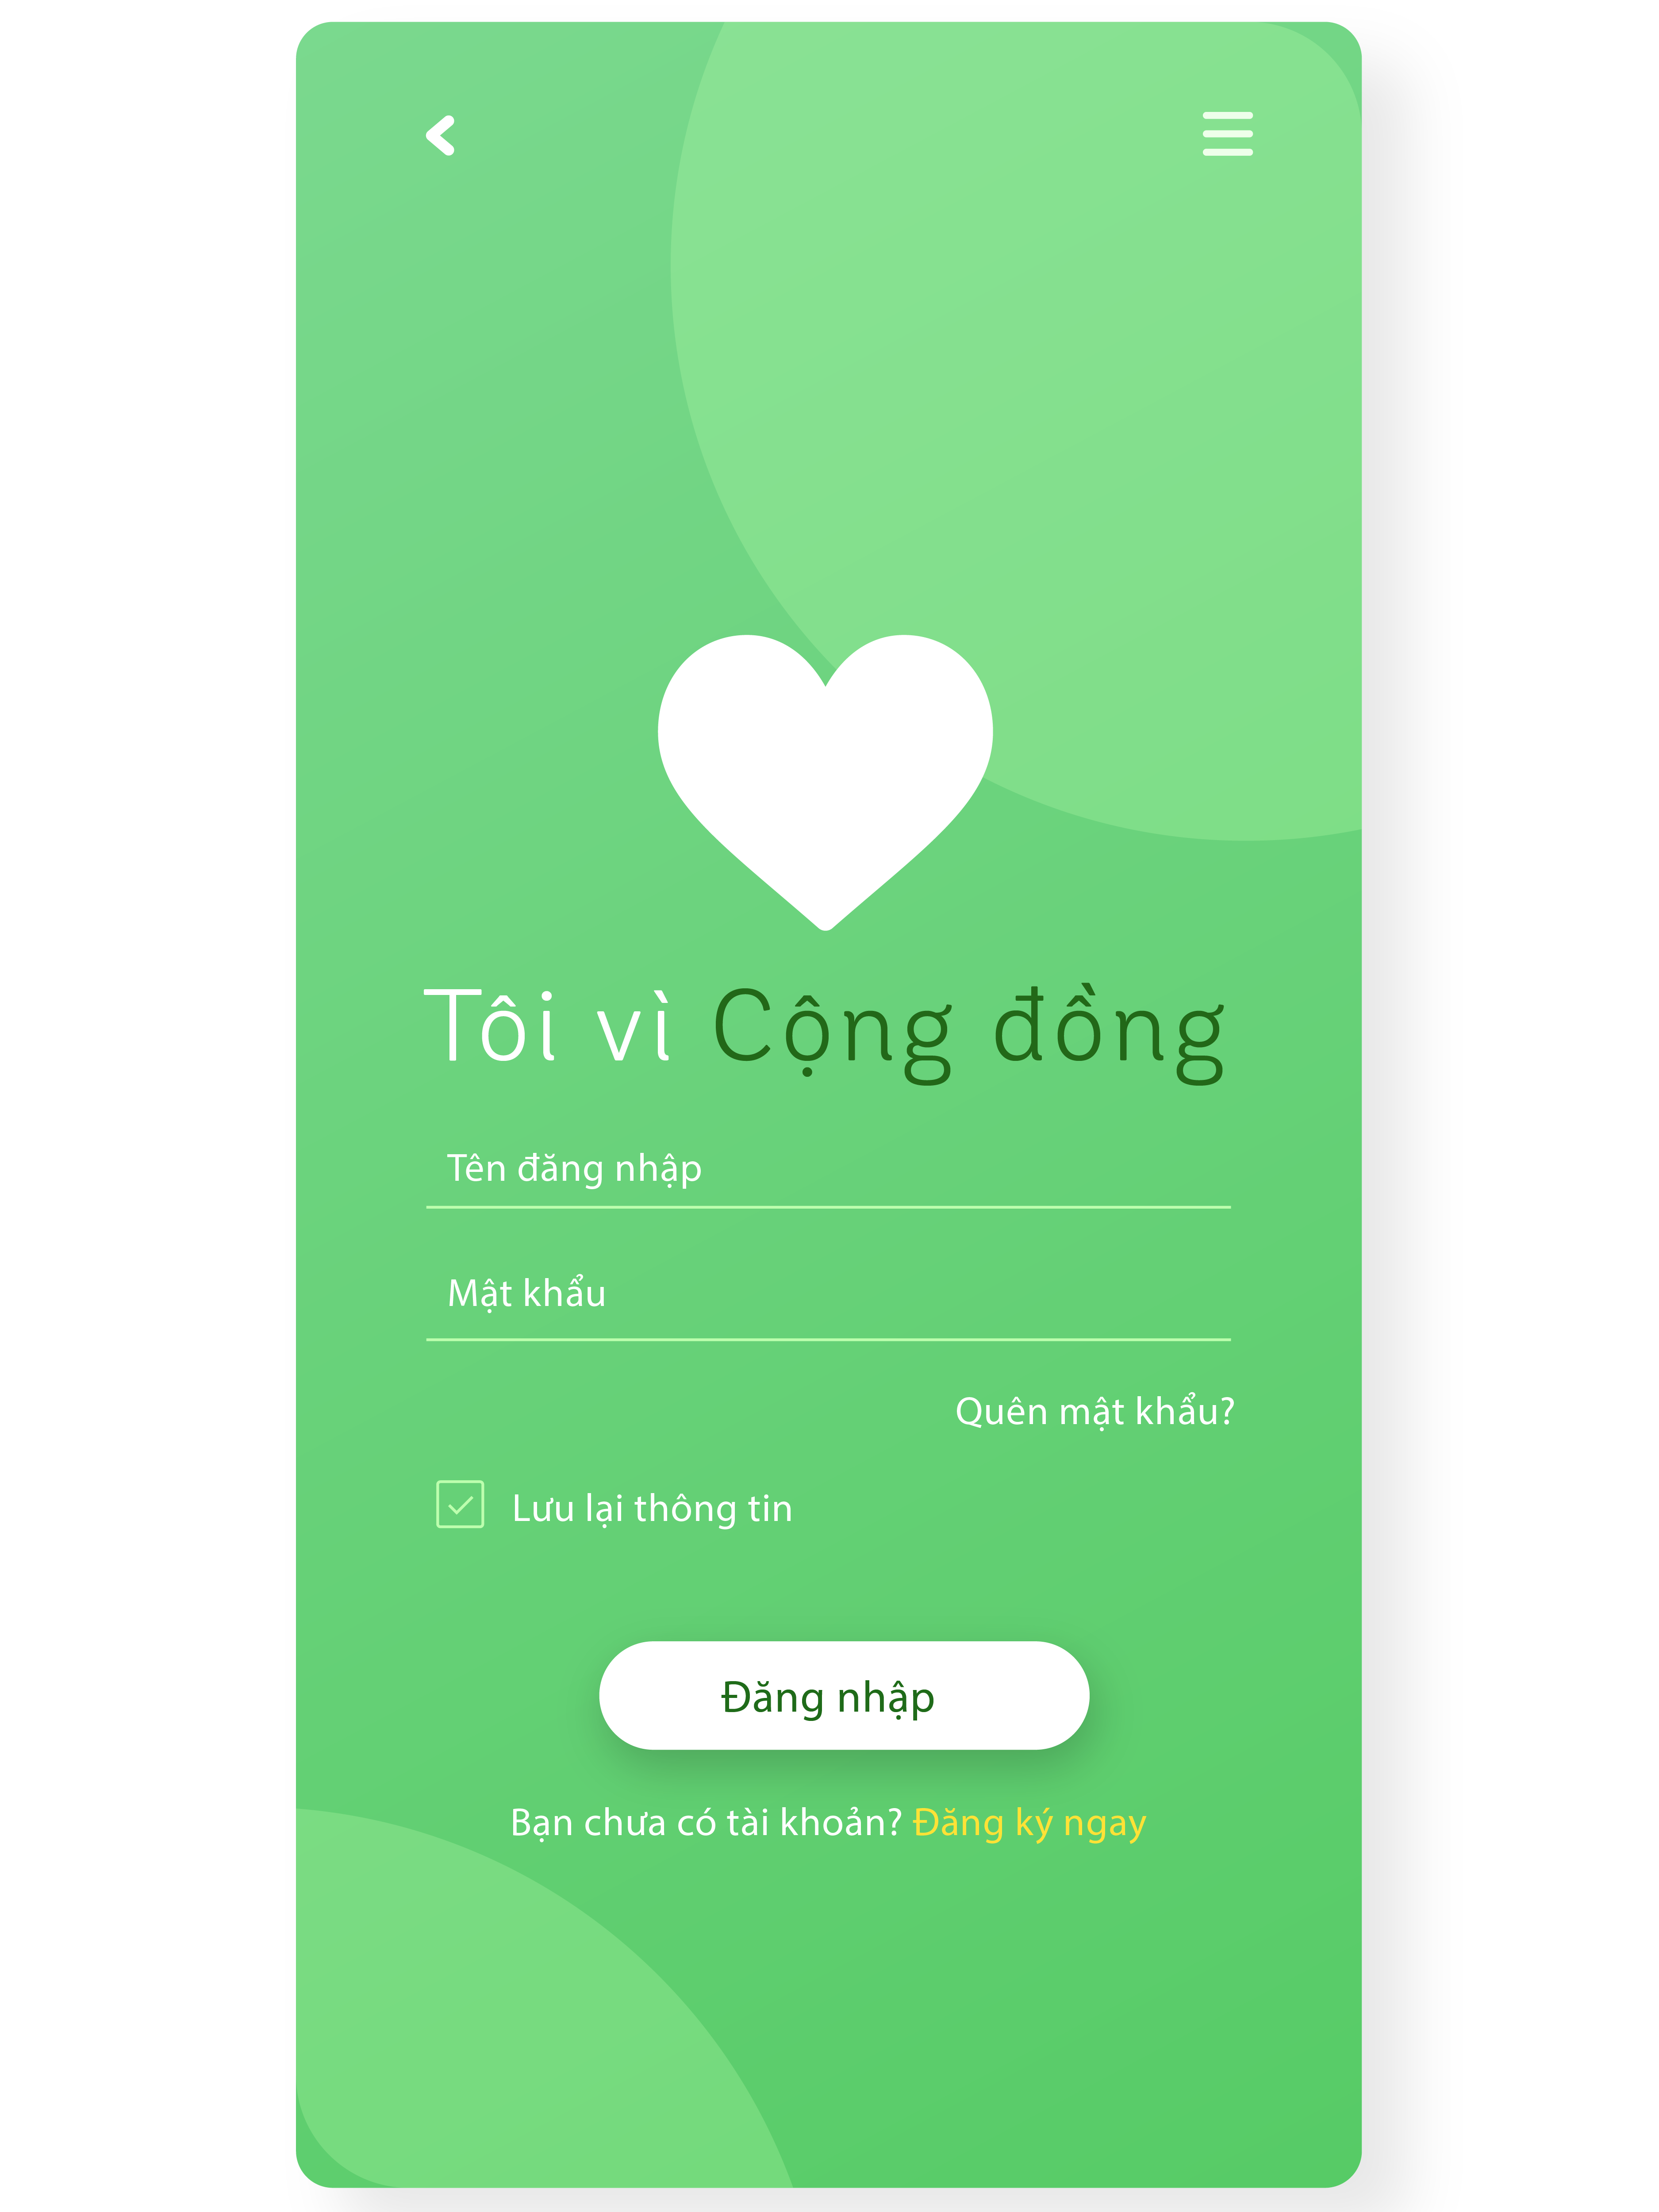 Tôi vì Cộng đồng
Tên đăng nhập
Mật khẩu
Quên mật khẩu?
Lưu lại thông tin
Đăng nhập
Bạn chưa có tài khoản? Đăng ký ngay